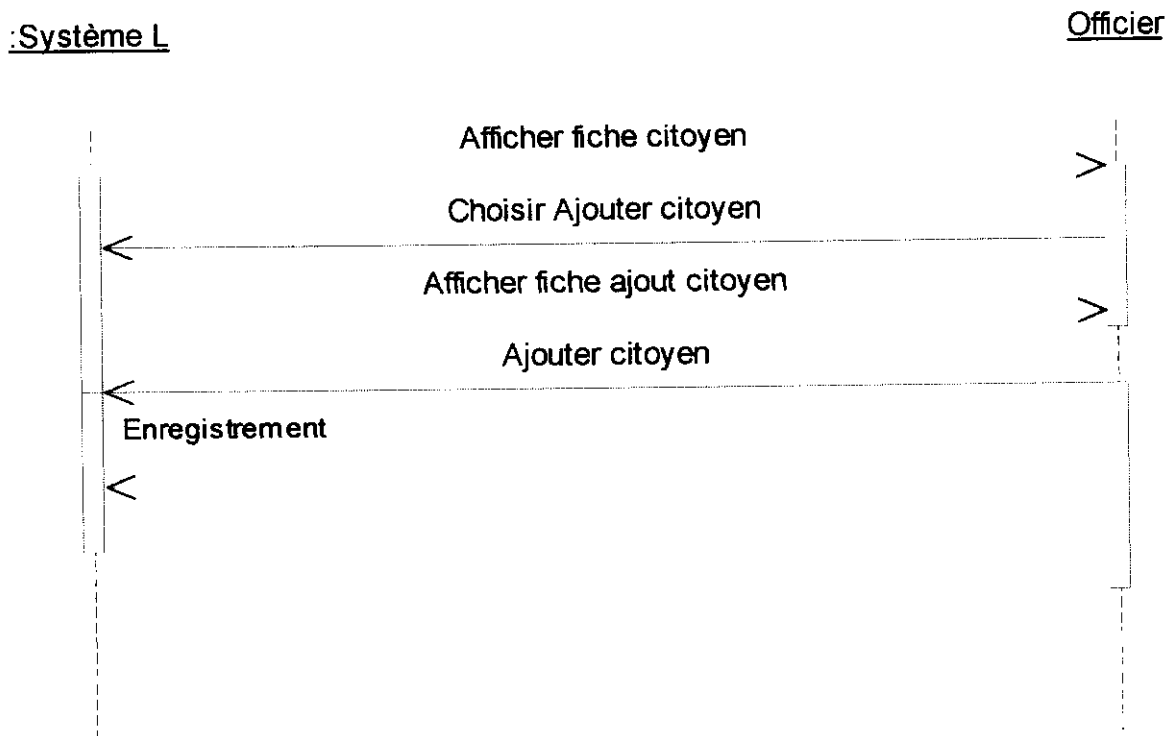 :Système L
Officier
Afficher fiche citoyen
Choisir Ajouter citoyen
Afficher fiche ajout citoyen
Ajouter citoyen
Enregistrement